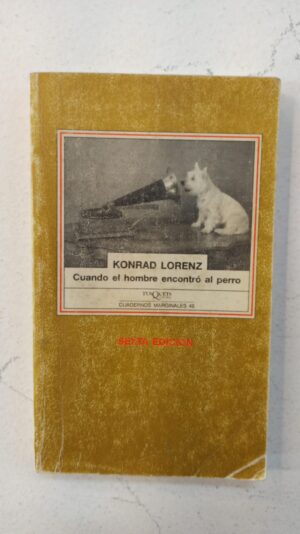 KONRAD LORENZ
Cuando el hombre encontró al perro
TUSQUETS
CUADERNOS MARGINALES 45
SEXTA EDICION